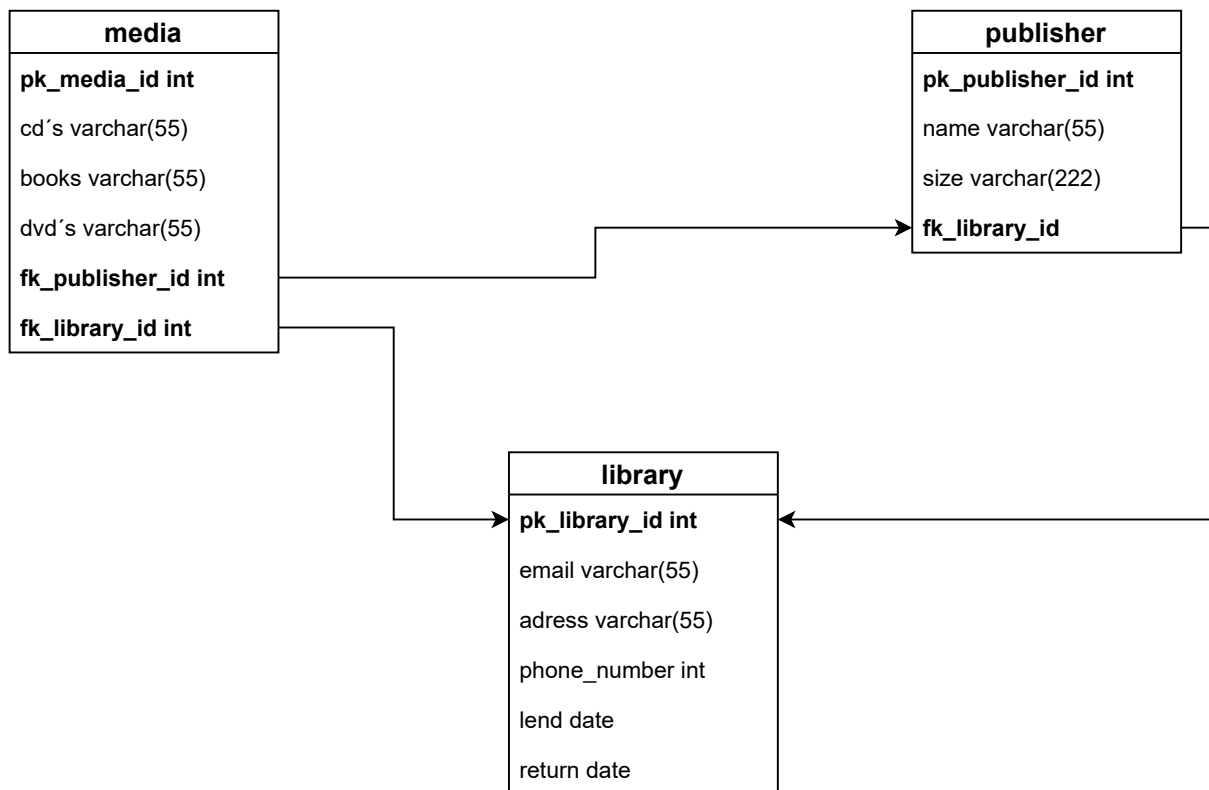 media
pk_media_id int
cd´s varchar(55)
books varchar(55)
dvd´s varchar(55)
fk_publisher_id int
fk_library_id int
publisher
pk_publisher_id int
name varchar(55)
size varchar(222)
fk_library_id
library
pk_library_id int
email varchar(55)
adress varchar(55)
phone_number int
lend date
return date